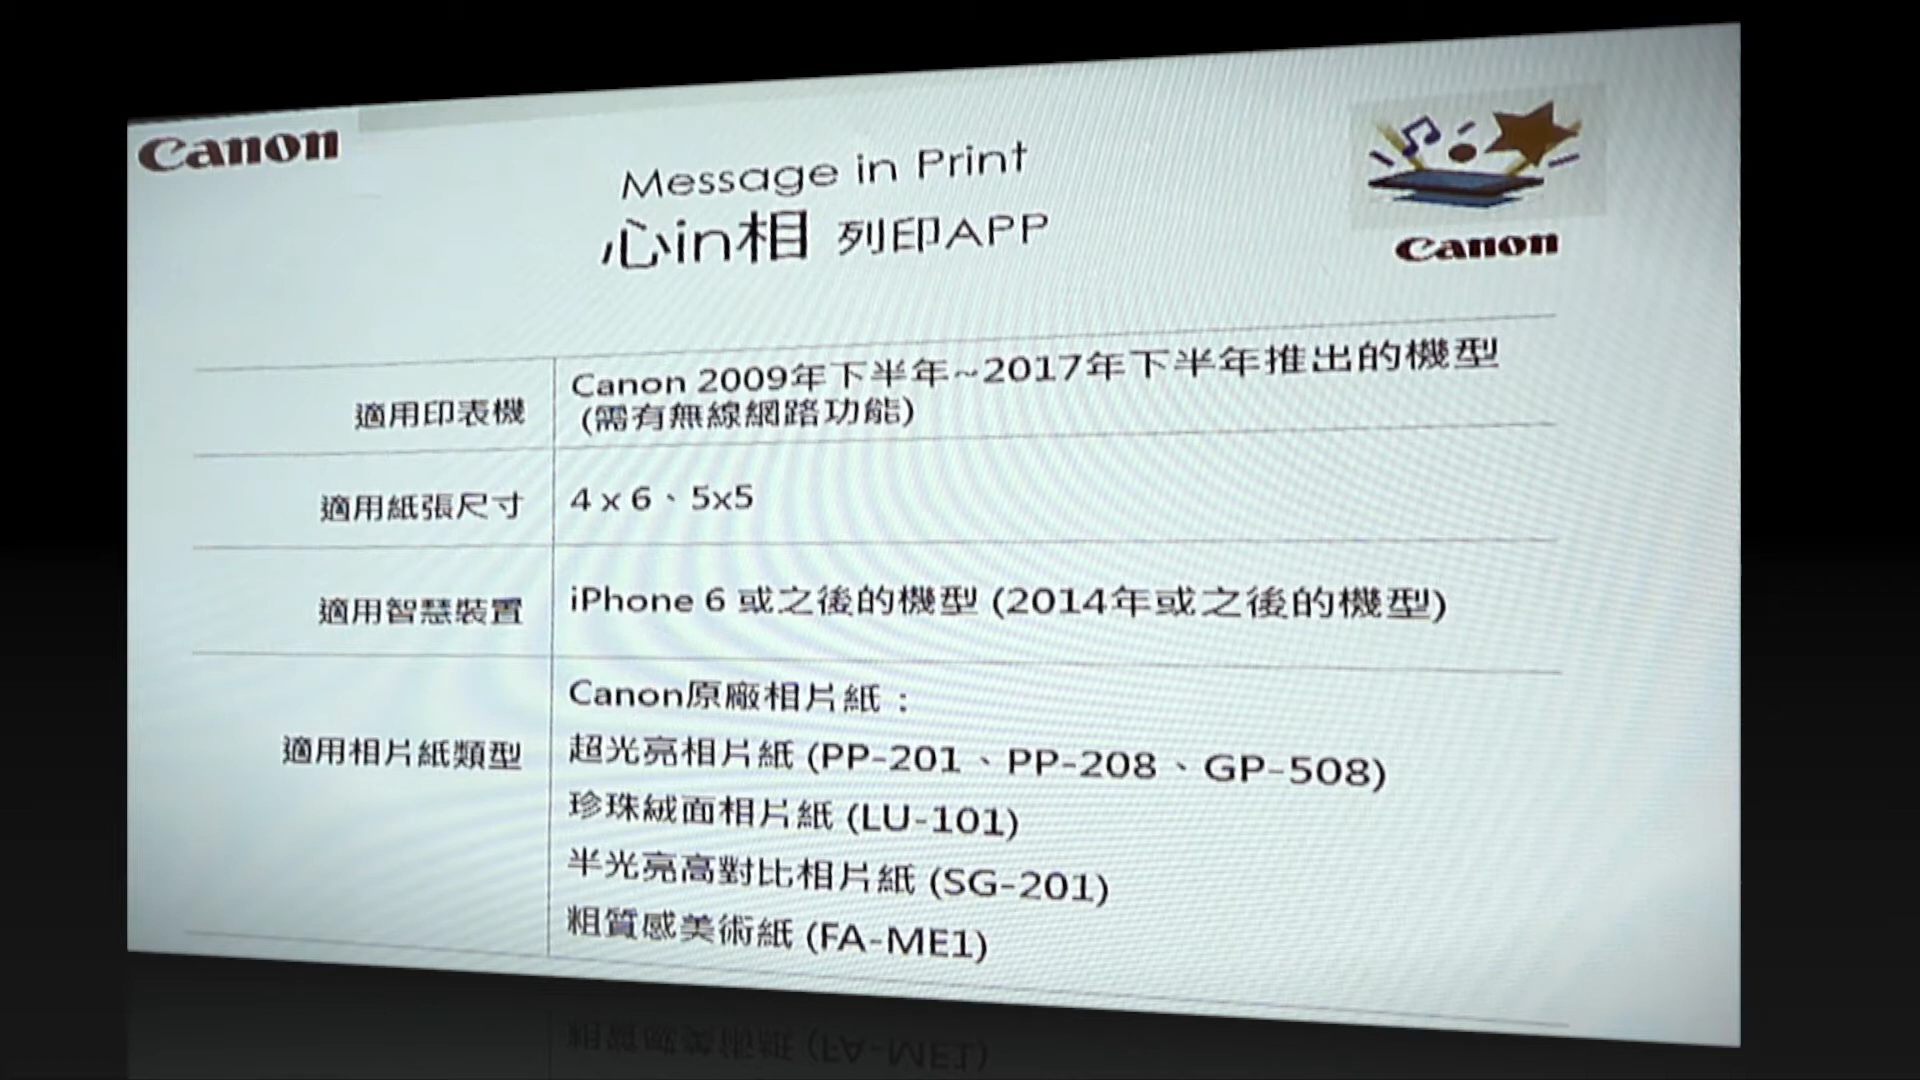 Canon
Message in Print
心in相 列印APP
Canon
適用印表機
Canon 2009年下半年~2017年下半年推出的機型
(需有無線網路功能)
適用紙張尺寸
4 x 6、5x5
適用智慧裝置
iPhone 6 或之後的機型 (2014年或之後的機型)
適用相片紙類型
Canon原廠相片紙：
超光亮相片紙 (PP-201、PP-208、GP-508)
珍珠絨面相片紙 (LU-101)
半光亮高對比相片紙 (SG-201)
粗質感美術紙 (FA-ME1)